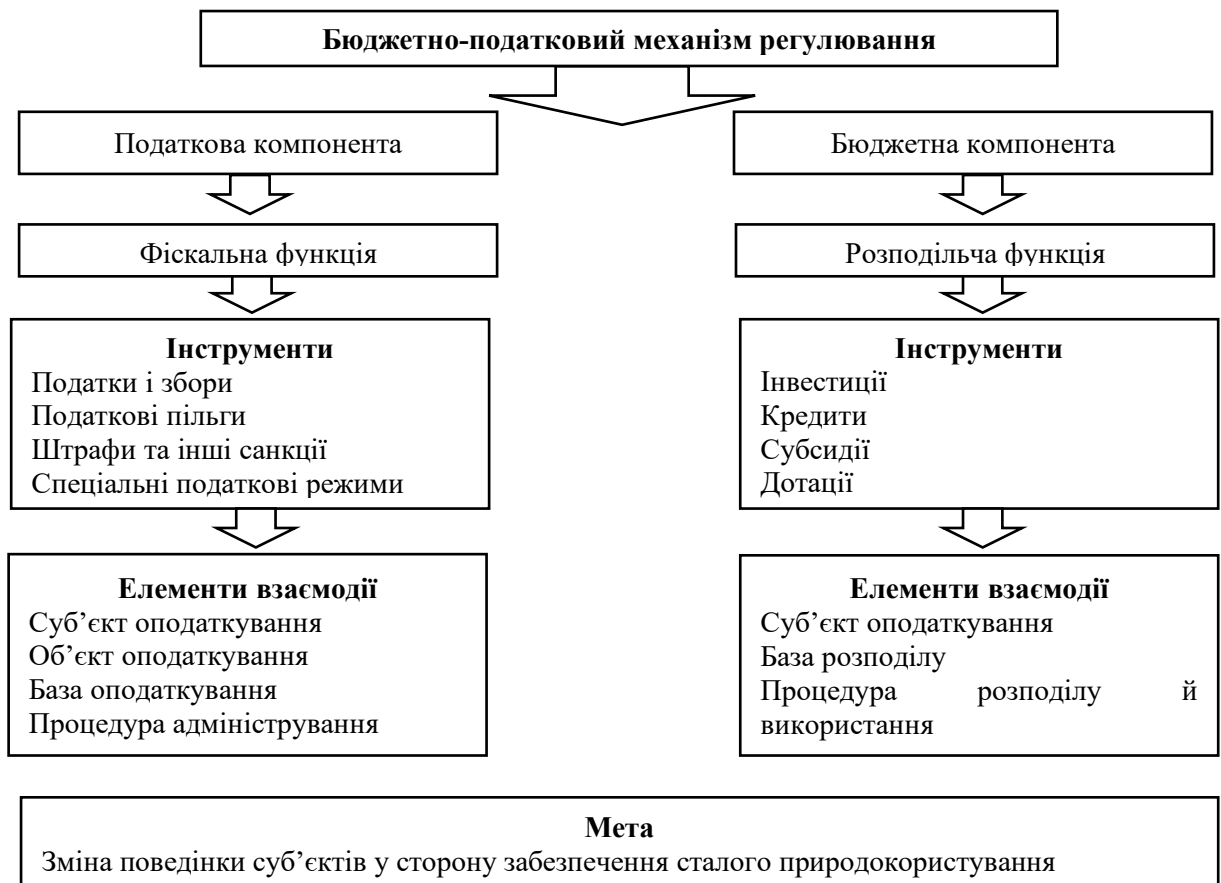 Бюджетно-податковий механізм регулювання
Податкова компонента
Бюджетна компонента
Фіскальна функція
Розподільча функція
Інструменти
Податки і збори
Податкові пільги
Штрафи та інші санкції
Спеціальні податкові режими
Інструменти
Інвестиції
Кредити
Субсидії
Дотації
Елементи взаємодії
Суб’єкт оподаткування
Об’єкт оподаткування
База оподаткування
Процедура адміністрування
Елементи взаємодії
Суб’єкт оподаткування
База розподілу
Процедура розподілу й
використання
Мета
Зміна поведінки суб’єктів у сторону забезпечення сталого природокористування